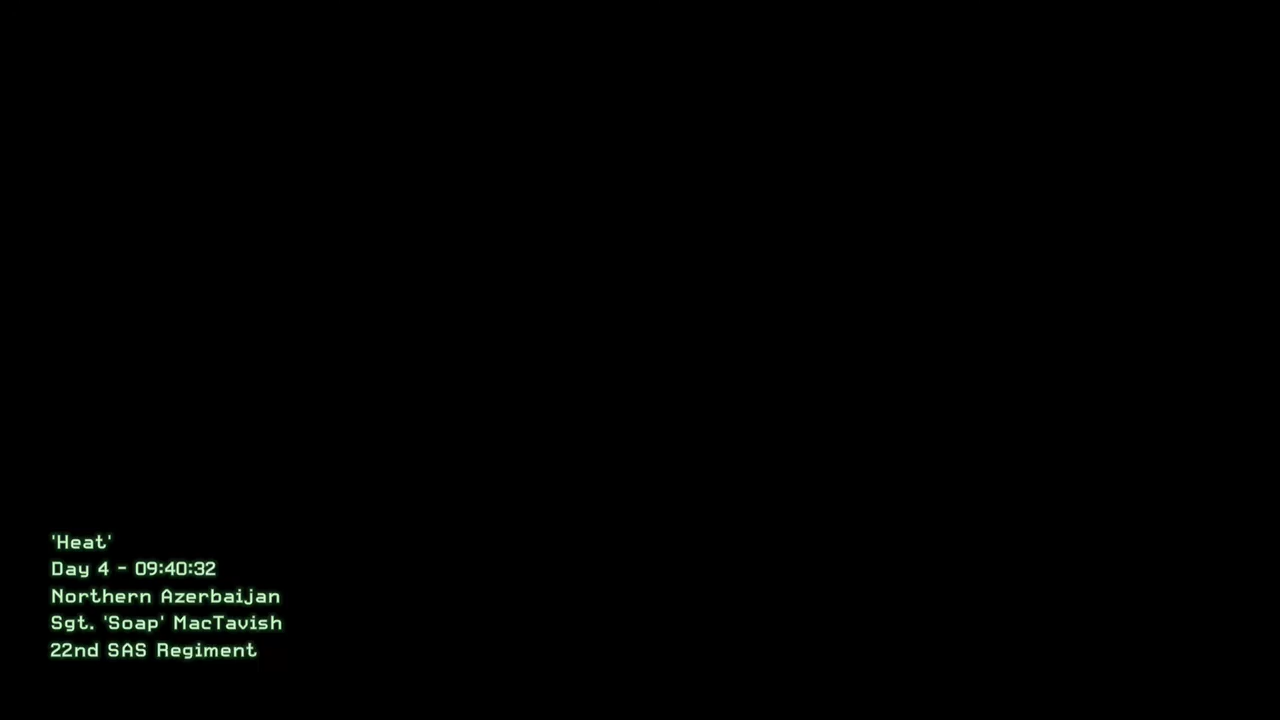 'Heat'
Day 4 - 09:40:32
Northern Azerbaijan
Sgt. 'Soap' MacTavish
22nd SAS Regiment